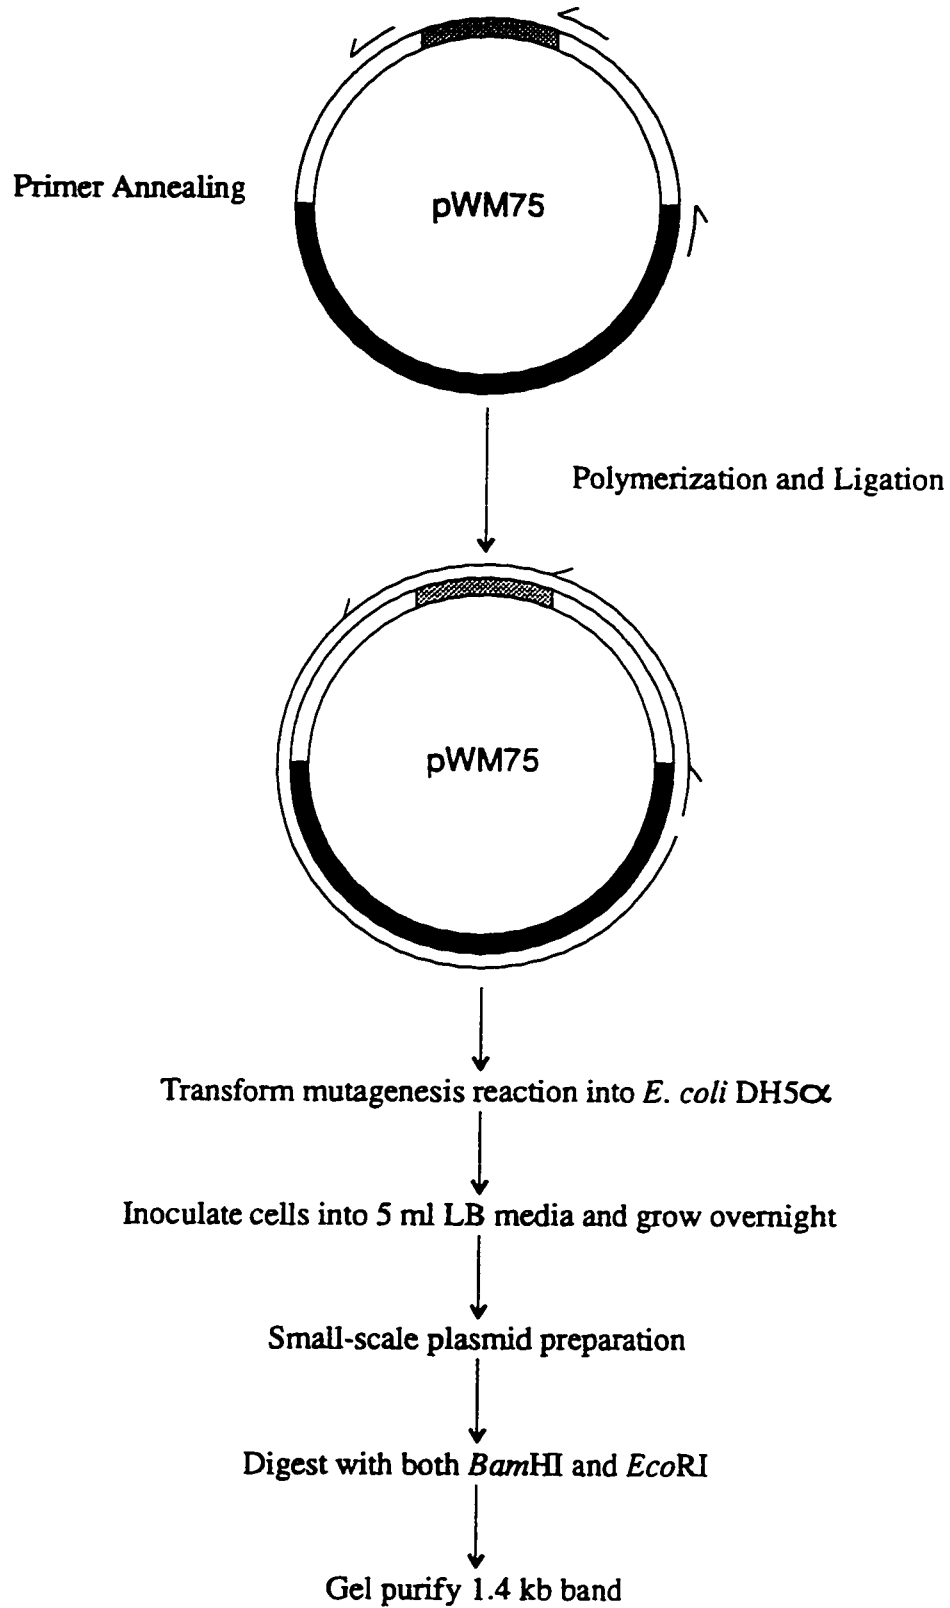 Primer Annealing
pWM75
Polymerization and Ligation
pWM75
Transform mutagenesis reaction into E. coli DH5α
Inoculate cells into 5 ml LB media and grow overnight
Small-scale plasmid preparation
Digest with both BamHI and EcoRI
Gel purify 1.4 kb band